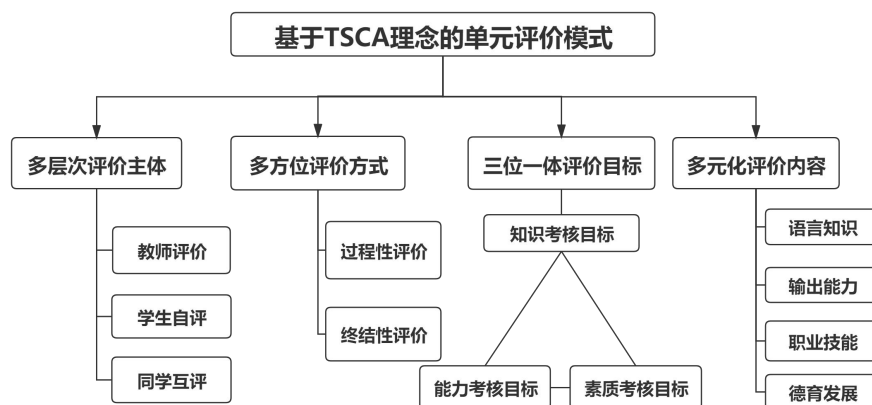 基于TSCA理念的单元评价模式
多层次评价主体
多方位评价方式
三位一体评价目标
多元化评价内容
教师评价
学生自评
同学互评
过程性评价
终结性评价
知识考核目标
能力考核目标
素质考核目标
语言知识
输出能力
职业技能
德育发展